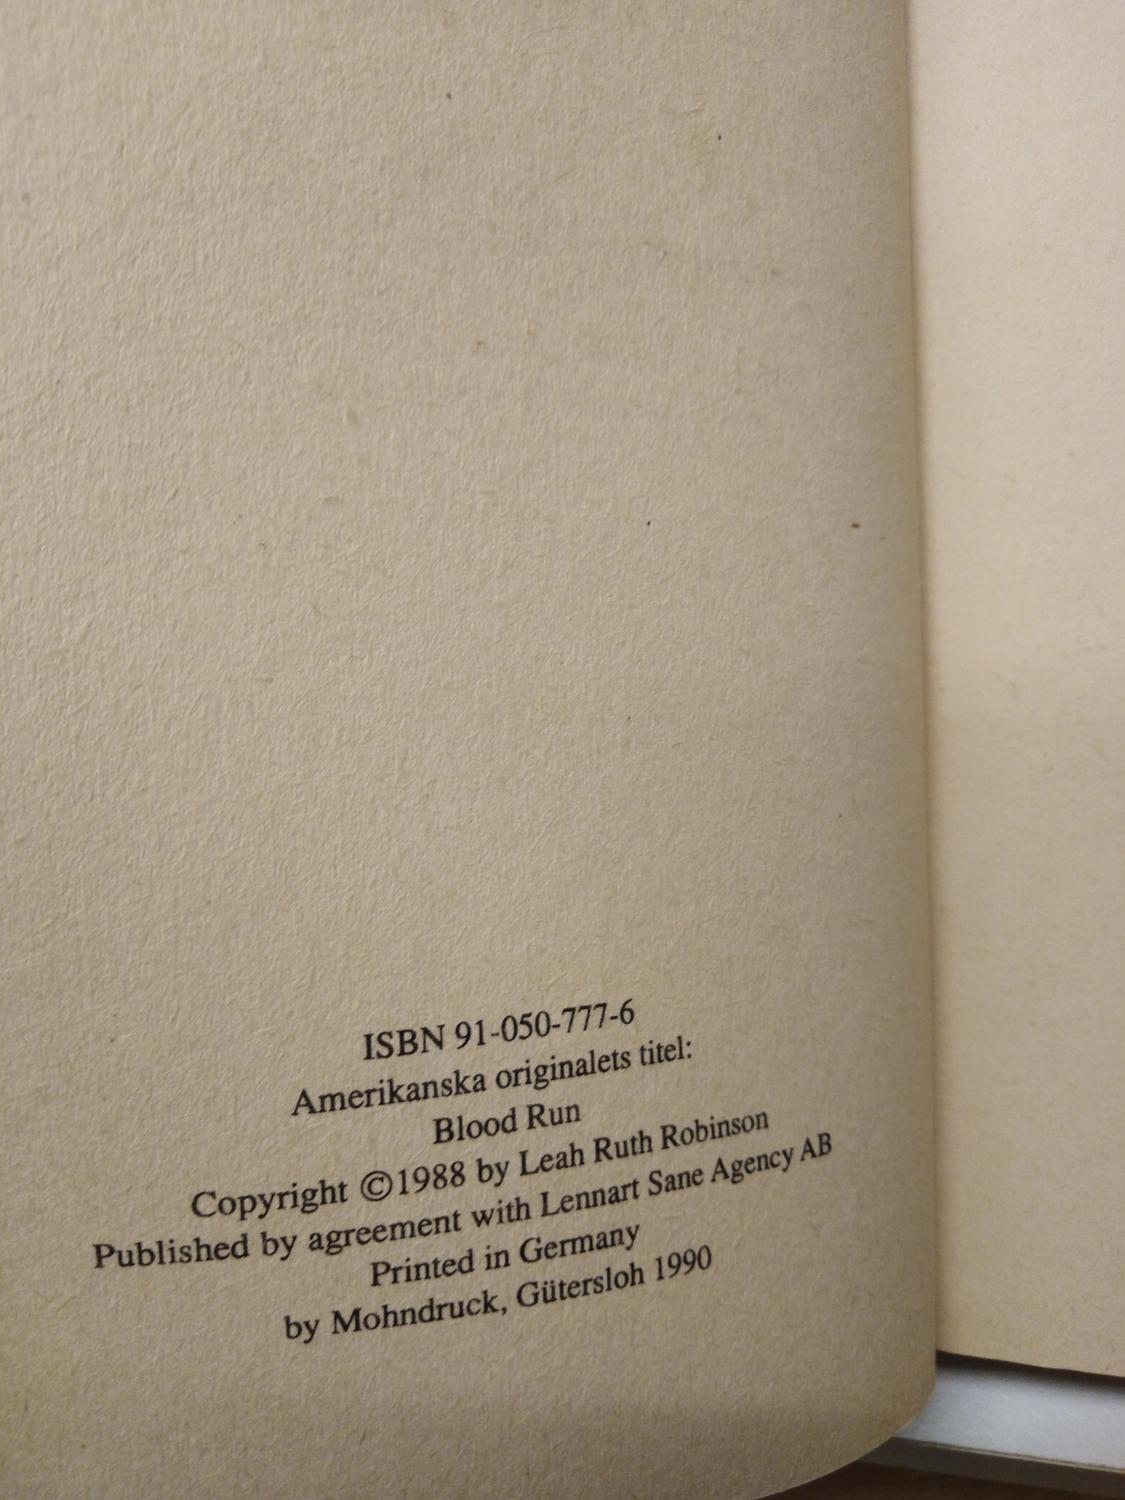 ISBN 91-050-777-6
Amerikanska originalets titel:
Blood Run
Copyright ©1988 by Leah Ruth Robinson
Published by agreement with Lennart Sane Agency AB
Printed in Germany
by Mohndruck, Gütersloh 1990